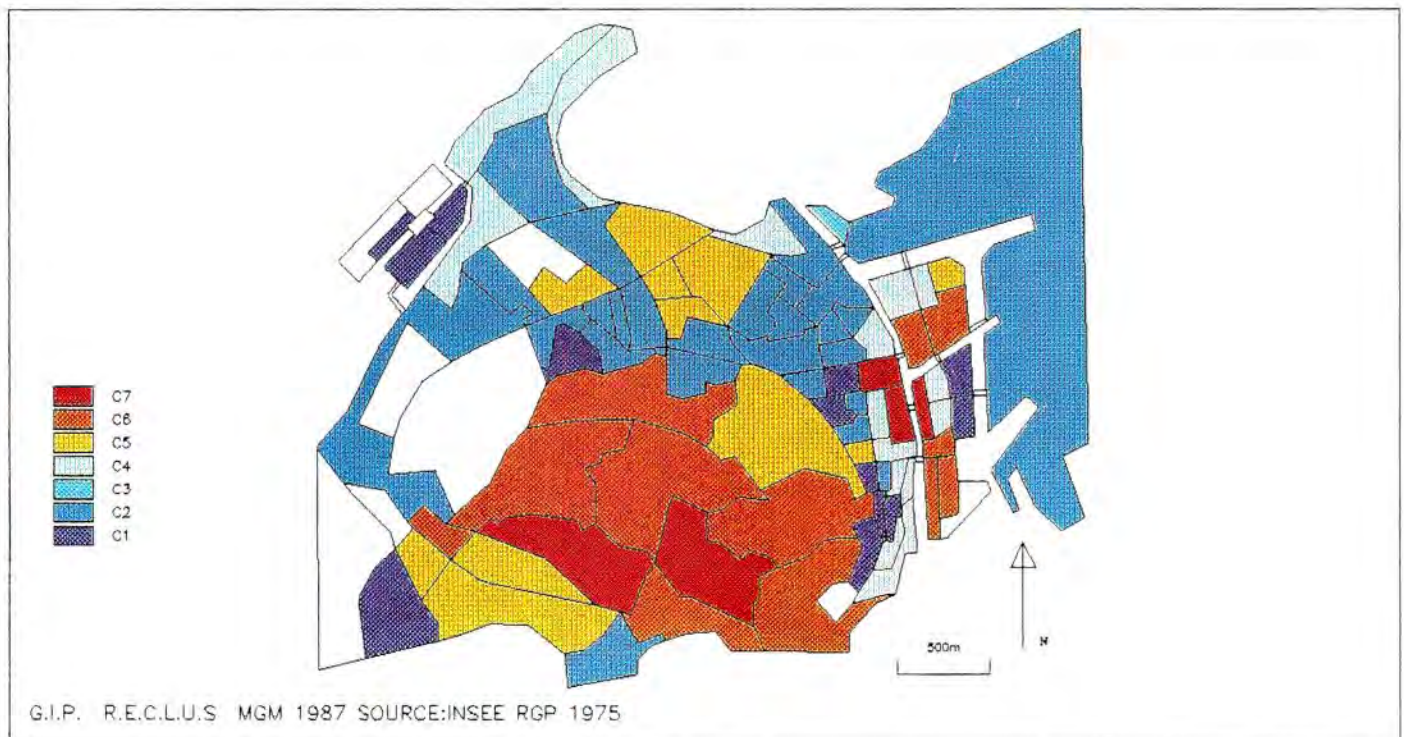 C7
C6
C5
C4
C3
C2
C1
500m
N
G.I.P. R.E.C.L.U.S MGM 1987 SOURCE:INSEE RGP 1975